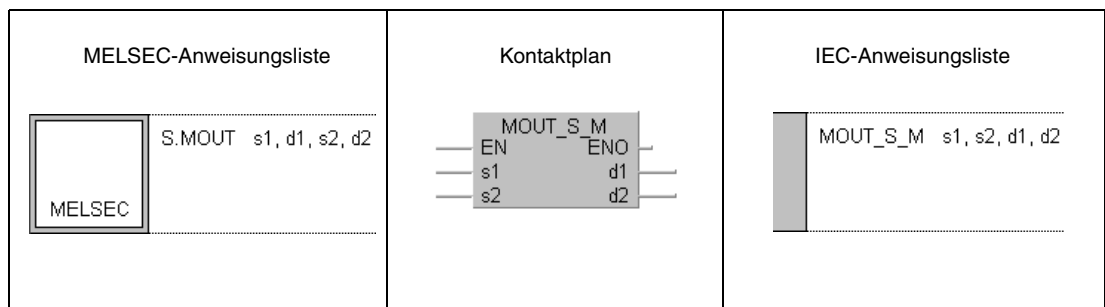 MELSEC-Anweisungsliste
S.MOUT s1, d1, s2, d2
MELSEC
Kontaktplan
MOUT_S_M
EN ENO
s1 d1
s2 d2
IEC-Anweisungsliste
MOUT_S_M s1, s2, d1, d2